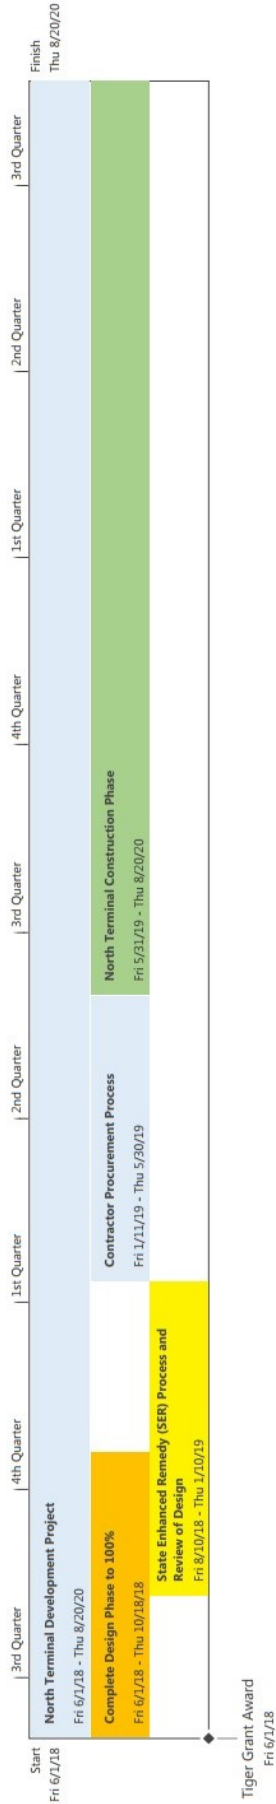 3rd Quarter
4th Quarter
1st Quarter
2nd Quarter
3rd Quarter
4th Quarter
1st Quarter
2nd Quarter
3rd Quarter
Start
Fri 6/1/18
North Terminal Development Project
Fri 6/1/18 - Thu 8/20/20
Finish
Thu 8/20/20
Complete Design Phase to 100%
Fri 6/1/18 - Thu 10/18/18
Contractor Procurement Process
Fri 1/11/19 - Thu 5/30/19
North Terminal Construction Phase
Fri 5/31/19 - Thu 8/20/20
State Enhanced Remedy (SER) Process and
Review of Design
Fri 8/10/18 - Thu 1/10/19
Tiger Grant Award
Fri 6/1/18